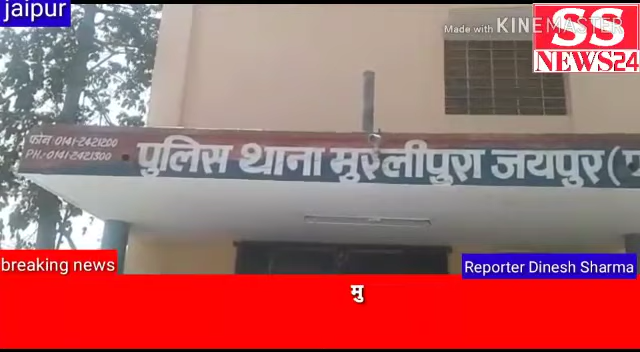 jaipur
Made with KINEMASTER
SS
NEWS24
फोन-0141-2421200
PH.-0141-2421300
पुलिस थाना मुरलीपुरा जयपुर (
breaking news
Reporter Dinesh Sharma
मु